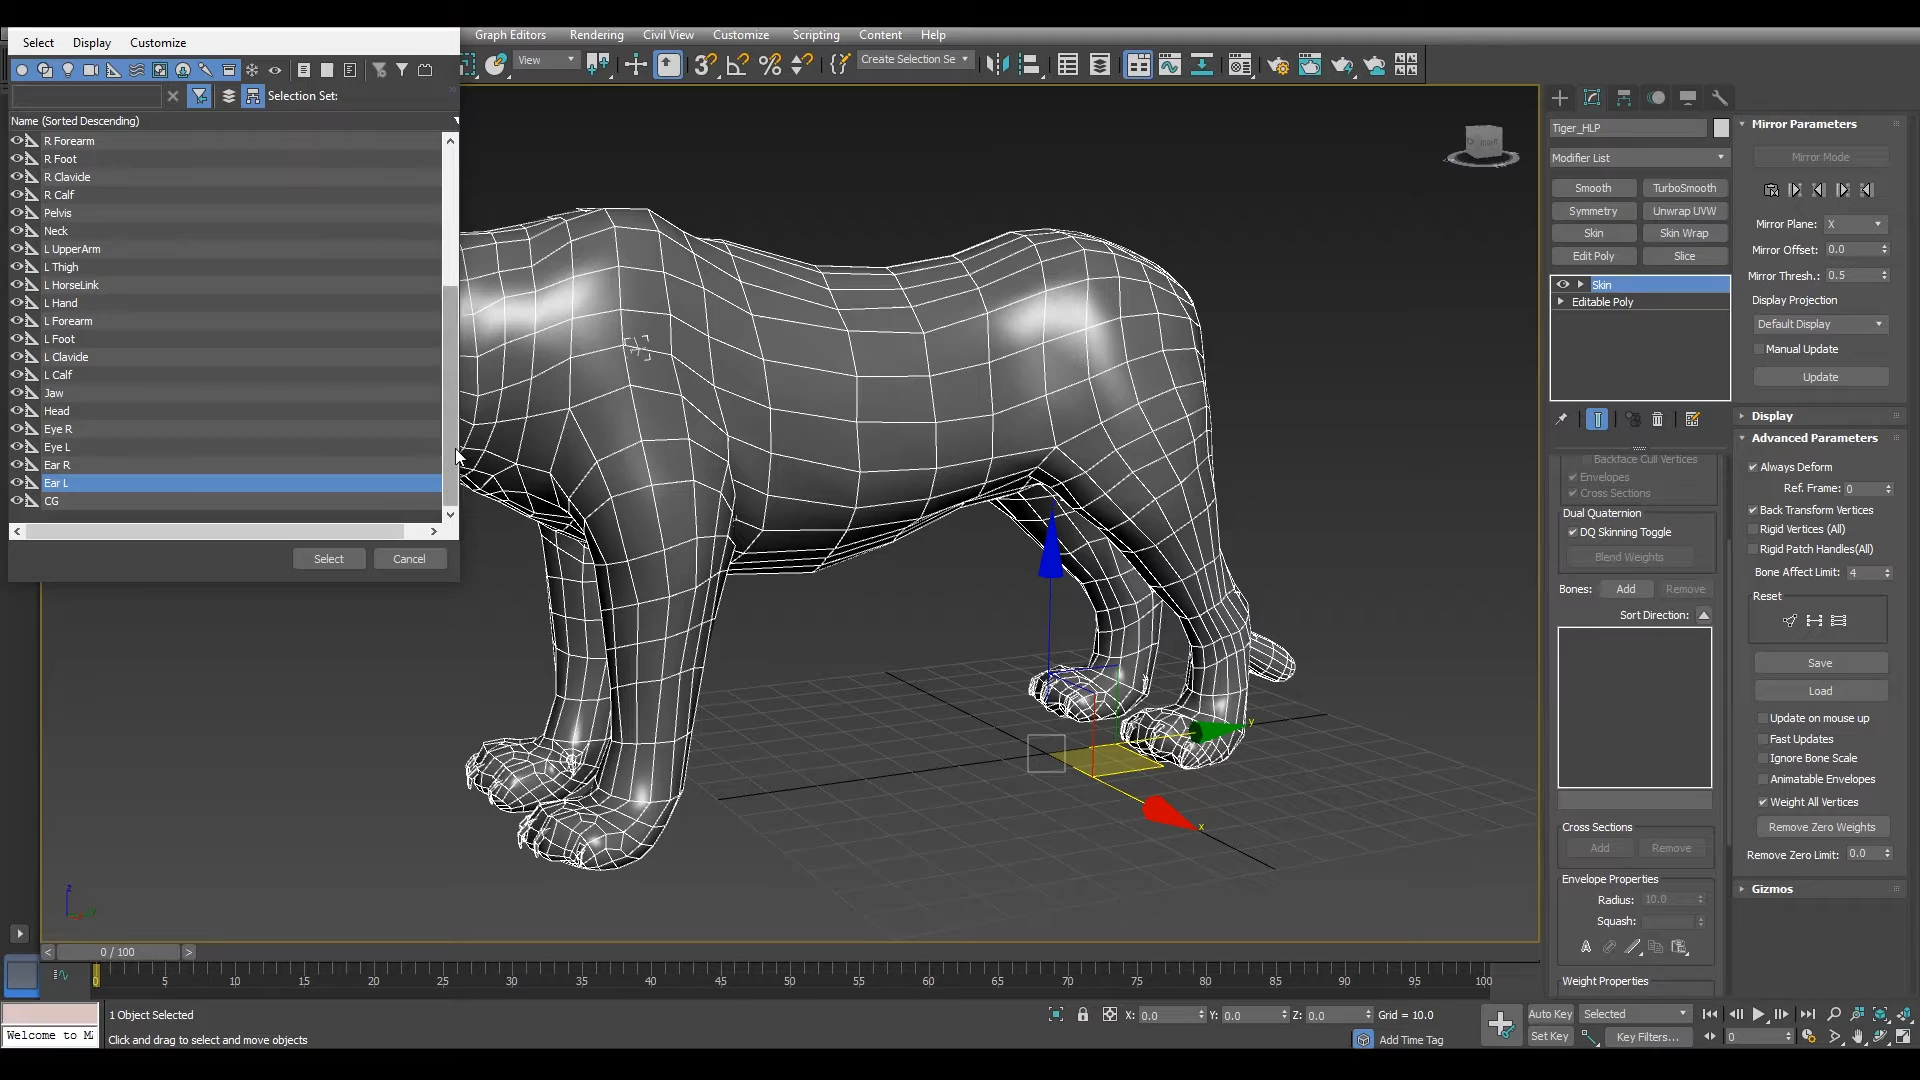 Select Display Customize
Graph Editors Rendering Civil View Customize Scripting Content Help
View
Create Selection Se
Selection Set:
Name (Sorted Descending)
R Forearm
R Foot
R Clavicle
R Calf
Pelvis
Neck
L UpperArm
L Thigh
L HorseLink
L Hand
L Forearm
L Foot
L Clavicle
L Calf
Jaw
Head
Eye R
Eye L
Ear R
Ear L
CG
Select Cancel
Tiger_HLP
Modifier List
Smooth TurboSmooth
Symmetry Unwrap UVW
Skin Skin Wrap
Edit Poly Slice
Skin
Editable Poly
Backface Cull Vertices
Envelopes
Cross Sections
Dual Quaternion
DQ Skinning Toggle
Blend Weights
Bones: Add Remove
Sort Direction:
Cross Sections
Add Remove
Envelope Properties
Radius: 10.0
Squash:
A
Weight Properties
Mirror Parameters
Mirror Mode
Mirror Plane: X
Mirror Offset: 0.0
Mirror Thresh.: 0.5
Display Projection
Default Display
Manual Update
Update
Display
Advanced Parameters
Always Deform
Ref. Frame: 0
Back Transform Vertices
Rigid Vertices (All)
Rigid Patch Handles(All)
Bone Affect Limit: 4
Reset
Save
Load
Update on mouse up
Fast Updates
Ignore Bone Scale
Animatable Envelopes
Weight All Vertices
Remove Zero Weights
Remove Zero Limit: 0.0
Gizmos
y
x
z
< 0 / 100 >
0 5 10 15 20 25 30 35 40 45 50 55 60 65 70 75 80 85 90 95 100
1 Object Selected
X: 0.0 Y: 0.0 Z: 0.0 Grid = 10.0
Auto Key Selected
Welcome to M
Click and drag to select and move objects
Add Time Tag
Set Key Key Filters...
0